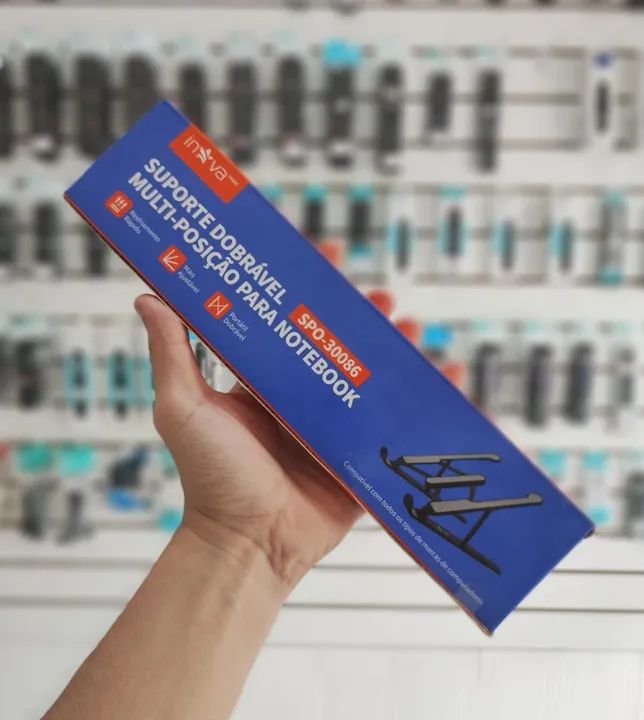 inova
SUPORTE DOBRÁVEL
MULTI-POSIÇÃO PARA NOTEBOOK
SPO-30086
Resfriamento
Rápido
Mais
Ajustável
Portátil
Dobrável
Compatível com todos os tipos de marcas de computadores